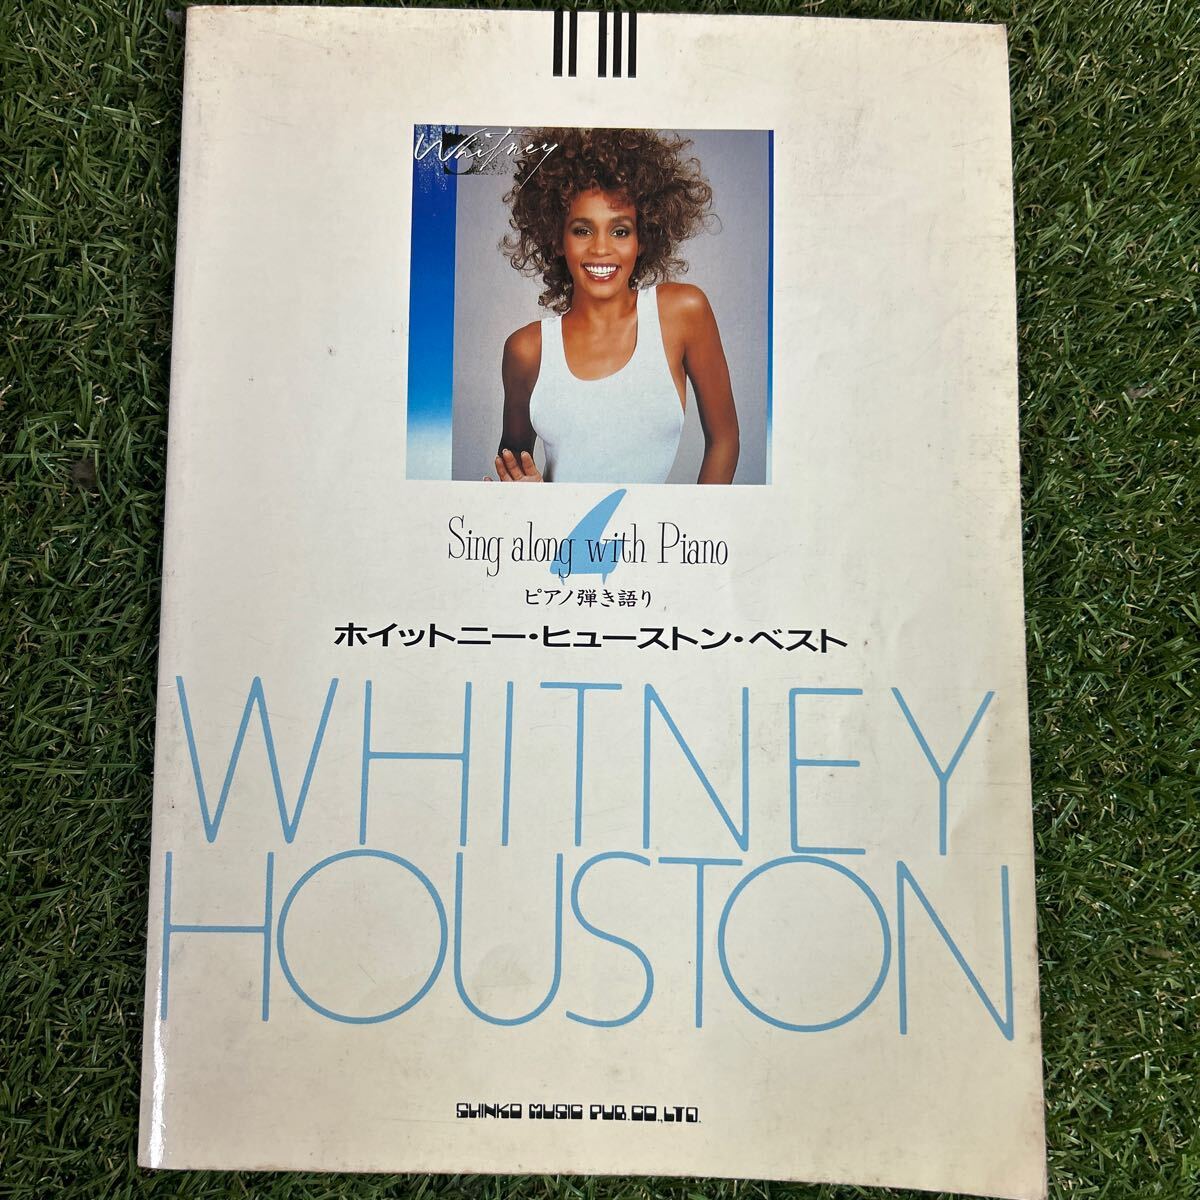 Whitney
Sing along with Piano
ピアノ弾き語り
ホイットニー・ヒューストン・ベスト
WHITNEY
HOUSTON
SHINKO MUSIC PUB.CO.,LTD.